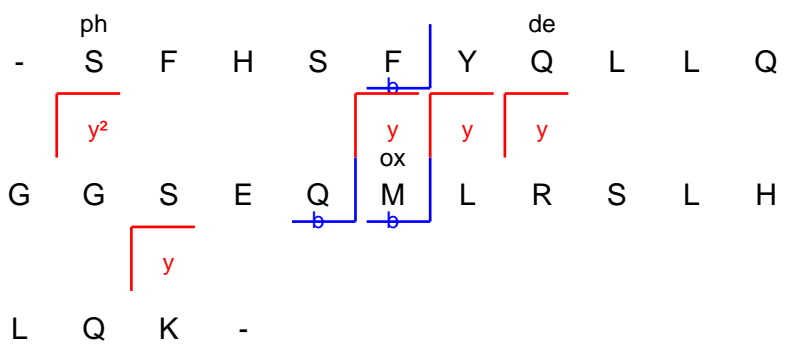 ph de
- S F H S F Y Q L L Q
b
y² y y y
ox
G G S E Q M L R S L H
b b
y
L Q K -